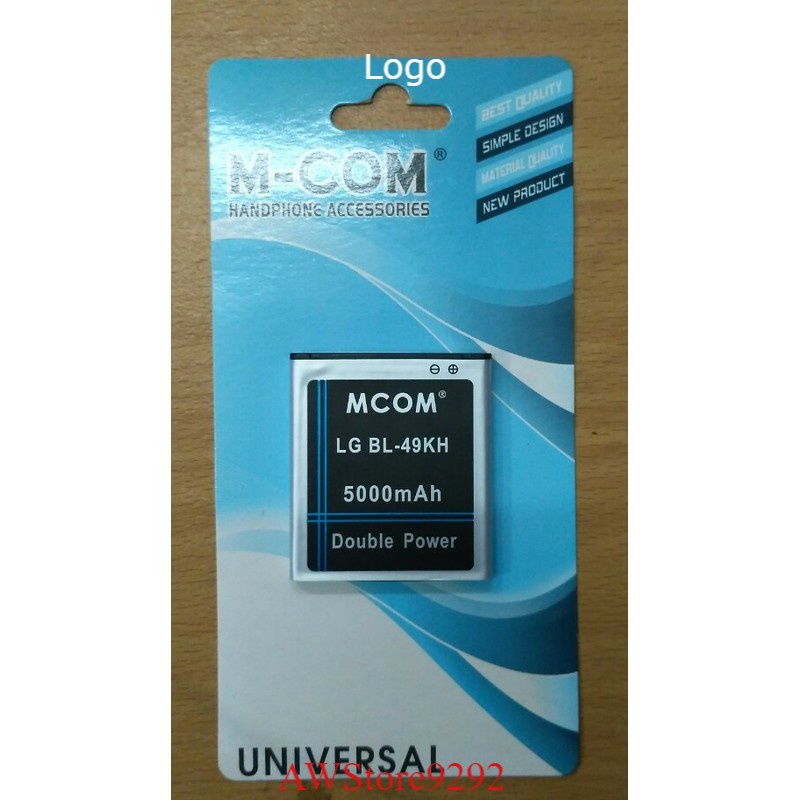 Logo
BEST QUALITY
SIMPLE DESIGN
MATERIAL QUALITY
NEW PRODUCT
M-COM®
HANDPHONE ACCESSORIES
⊖ ⊕
MCOM®
LG BL-49KH
5000mAh
Double Power
UNIVERSAL
AWStore9292